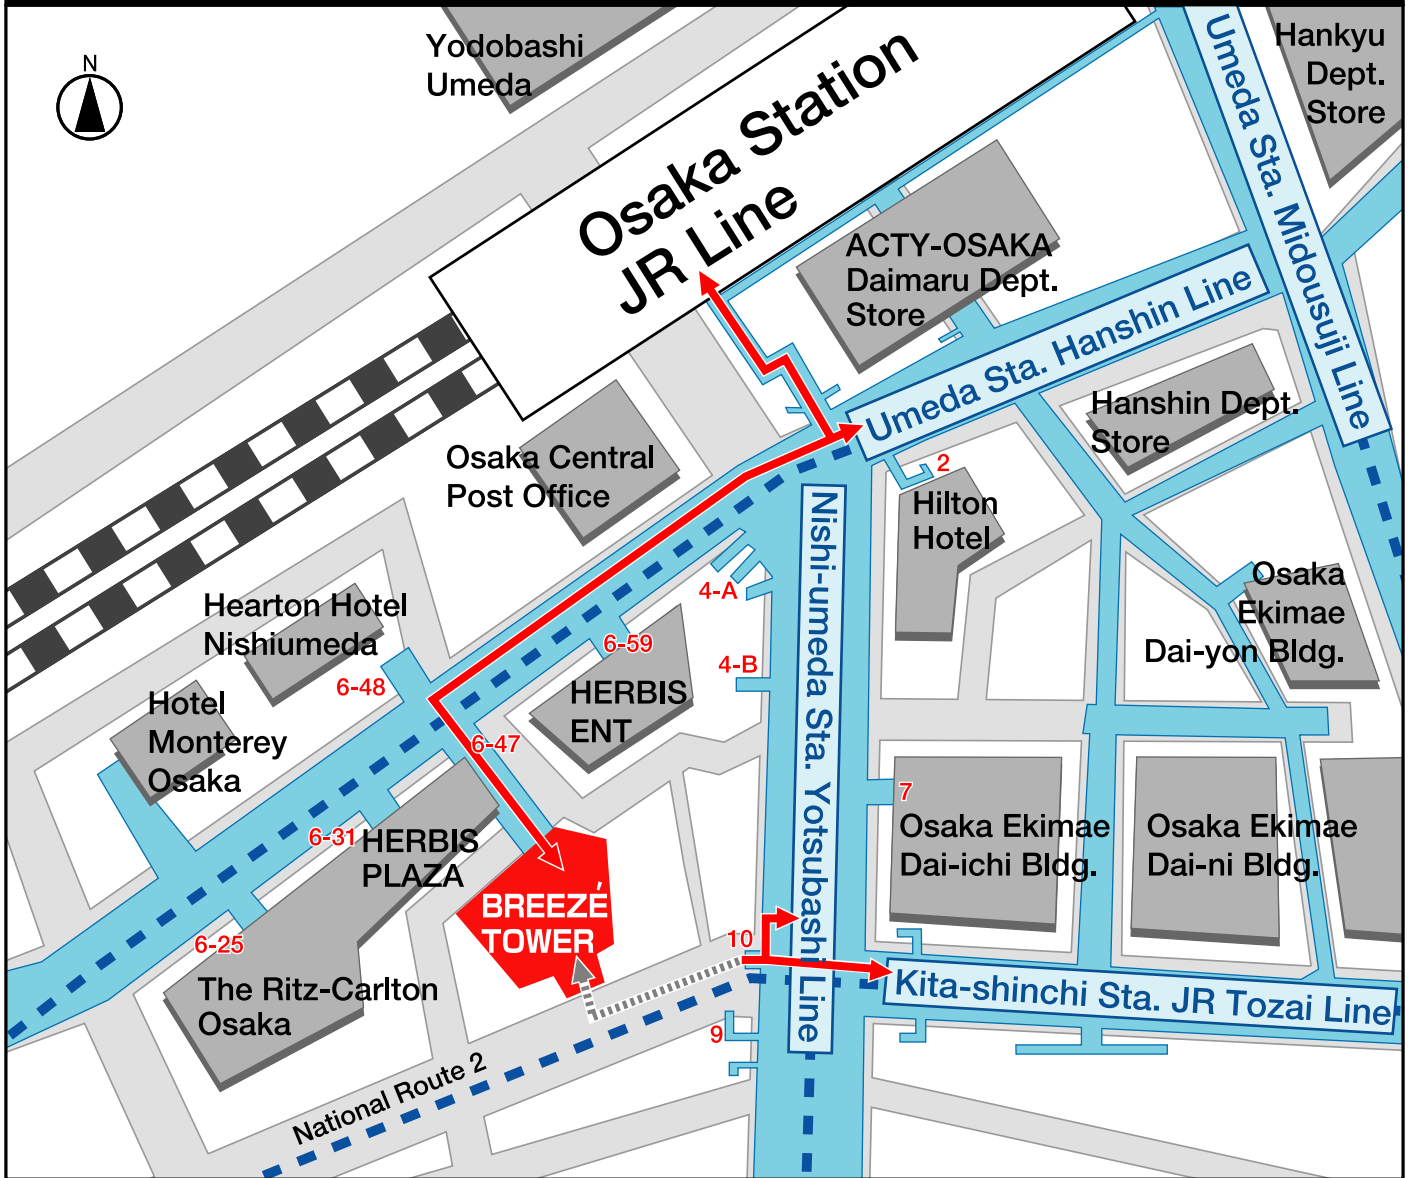 N
Yodobashi
Umeda
Osaka Station
JR Line
Umeda Sta. Midousuji Line
Hankyu
Dept.
Store
ACTY-OSAKA
Daimaru Dept.
Store
Umeda Sta. Hanshin Line
Hanshin Dept.
Store
Osaka Central
Post Office
2
Hilton
Hotel
Nishi-umeda Sta. Yotsubashi Line
4-A
Osaka
Ekimae
Dai-yon Bldg.
Hearton Hotel
Nishiumeda
6-59
4-B
6-48
HERBIS
ENT
Hotel
Monterey
Osaka
6-47
7
6-31
HERBIS
PLAZA
Osaka Ekimae
Dai-ichi Bldg.
Osaka Ekimae
Dai-ni Bldg.
BREEZÉ
TOWER
10
6-25
The Ritz-Carlton
Osaka
Kita-shinchi Sta. JR Tozai Line
9
National Route 2